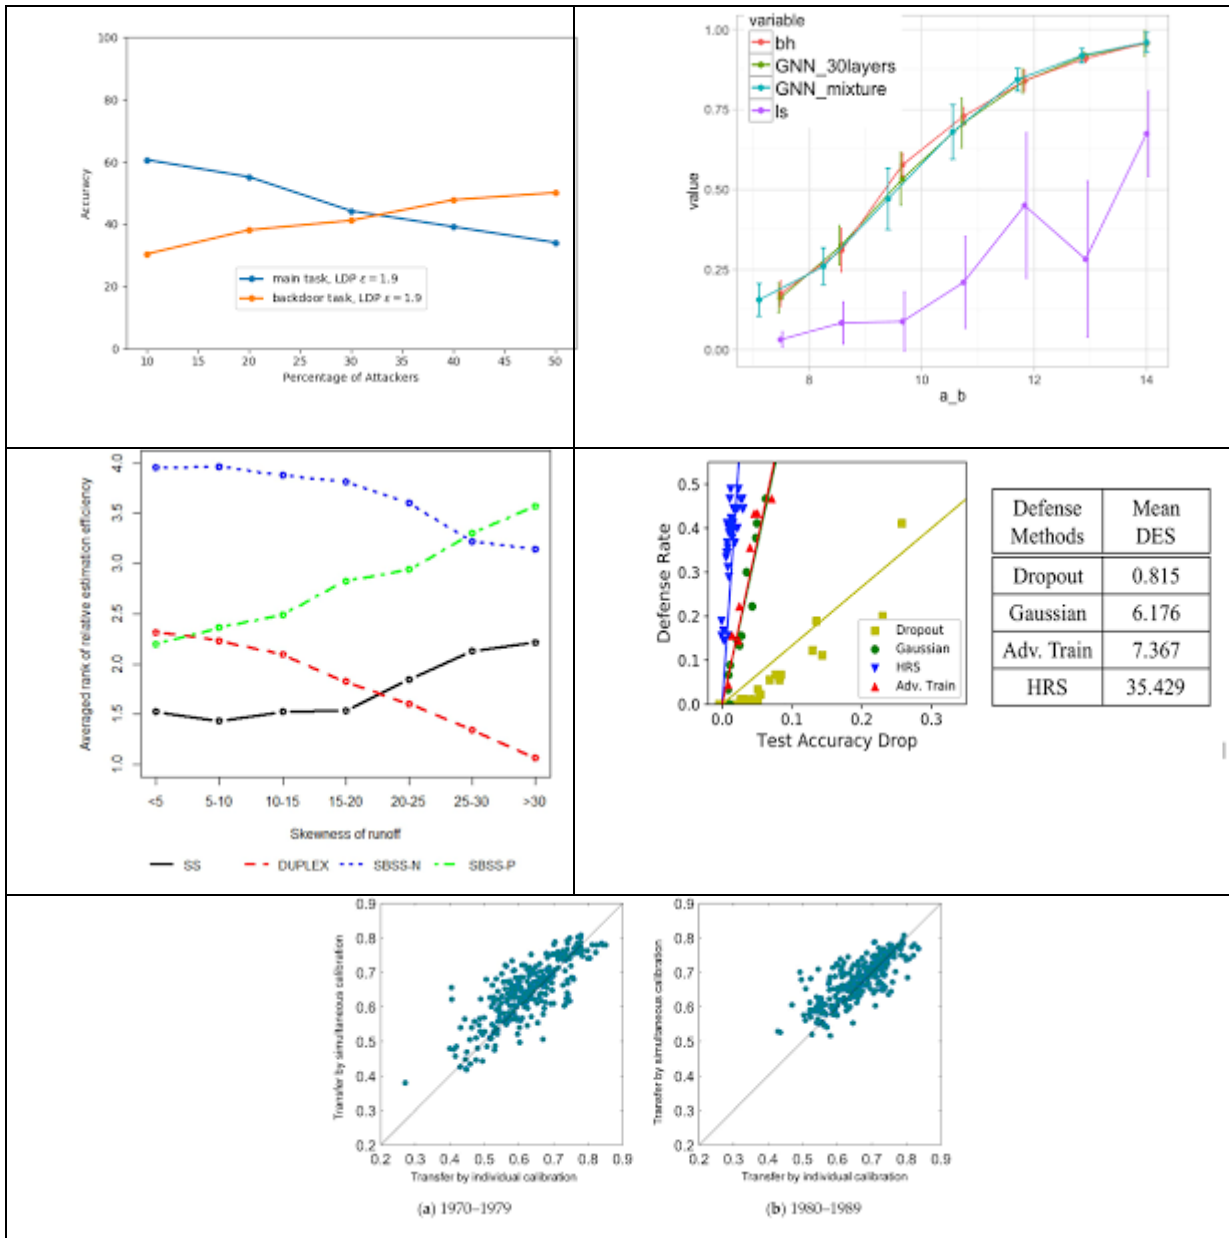 100
80
60
40
20
0
Accuracy
main task, LDP ε = 1.9
backdoor task, LDP ε = 1.9
10 15 20 25 30 35 40 45 50
Percentage of Attackers
variable
bh
GNN_30layers
GNN_mixture
ls
1.00
0.75
0.50
0.25
0.00
value
8 10 12 14
a_b
4.0
3.5
3.0
2.5
2.0
1.5
1.0
Averaged rank of relative estimation efficiency
<5 5-10 10-15 15-20 20-25 25-30 >30
Skewness of runoff
SS DUPLEX SBSS-N SBSS-P
0.5
0.4
0.3
0.2
0.1
0.0
Defense Rate
Dropout
Gaussian
HRS
Adv. Train
0.0 0.1 0.2 0.3
Test Accuracy Drop
Defense Methods Mean DES
Dropout 0.815
Gaussian 6.176
Adv. Train 7.367
HRS 35.429
0.9
0.8
0.7
0.6
0.5
0.4
0.3
0.2
Transfer by simultaneous calibration
0.2 0.3 0.4 0.5 0.6 0.7 0.8 0.9
Transfer by individual calibration
(a) 1970–1979
0.9
0.8
0.7
0.6
0.5
0.4
0.3
0.2
Transfer by simultaneous calibration
0.2 0.3 0.4 0.5 0.6 0.7 0.8 0.9
Transfer by individual calibration
(b) 1980–1989